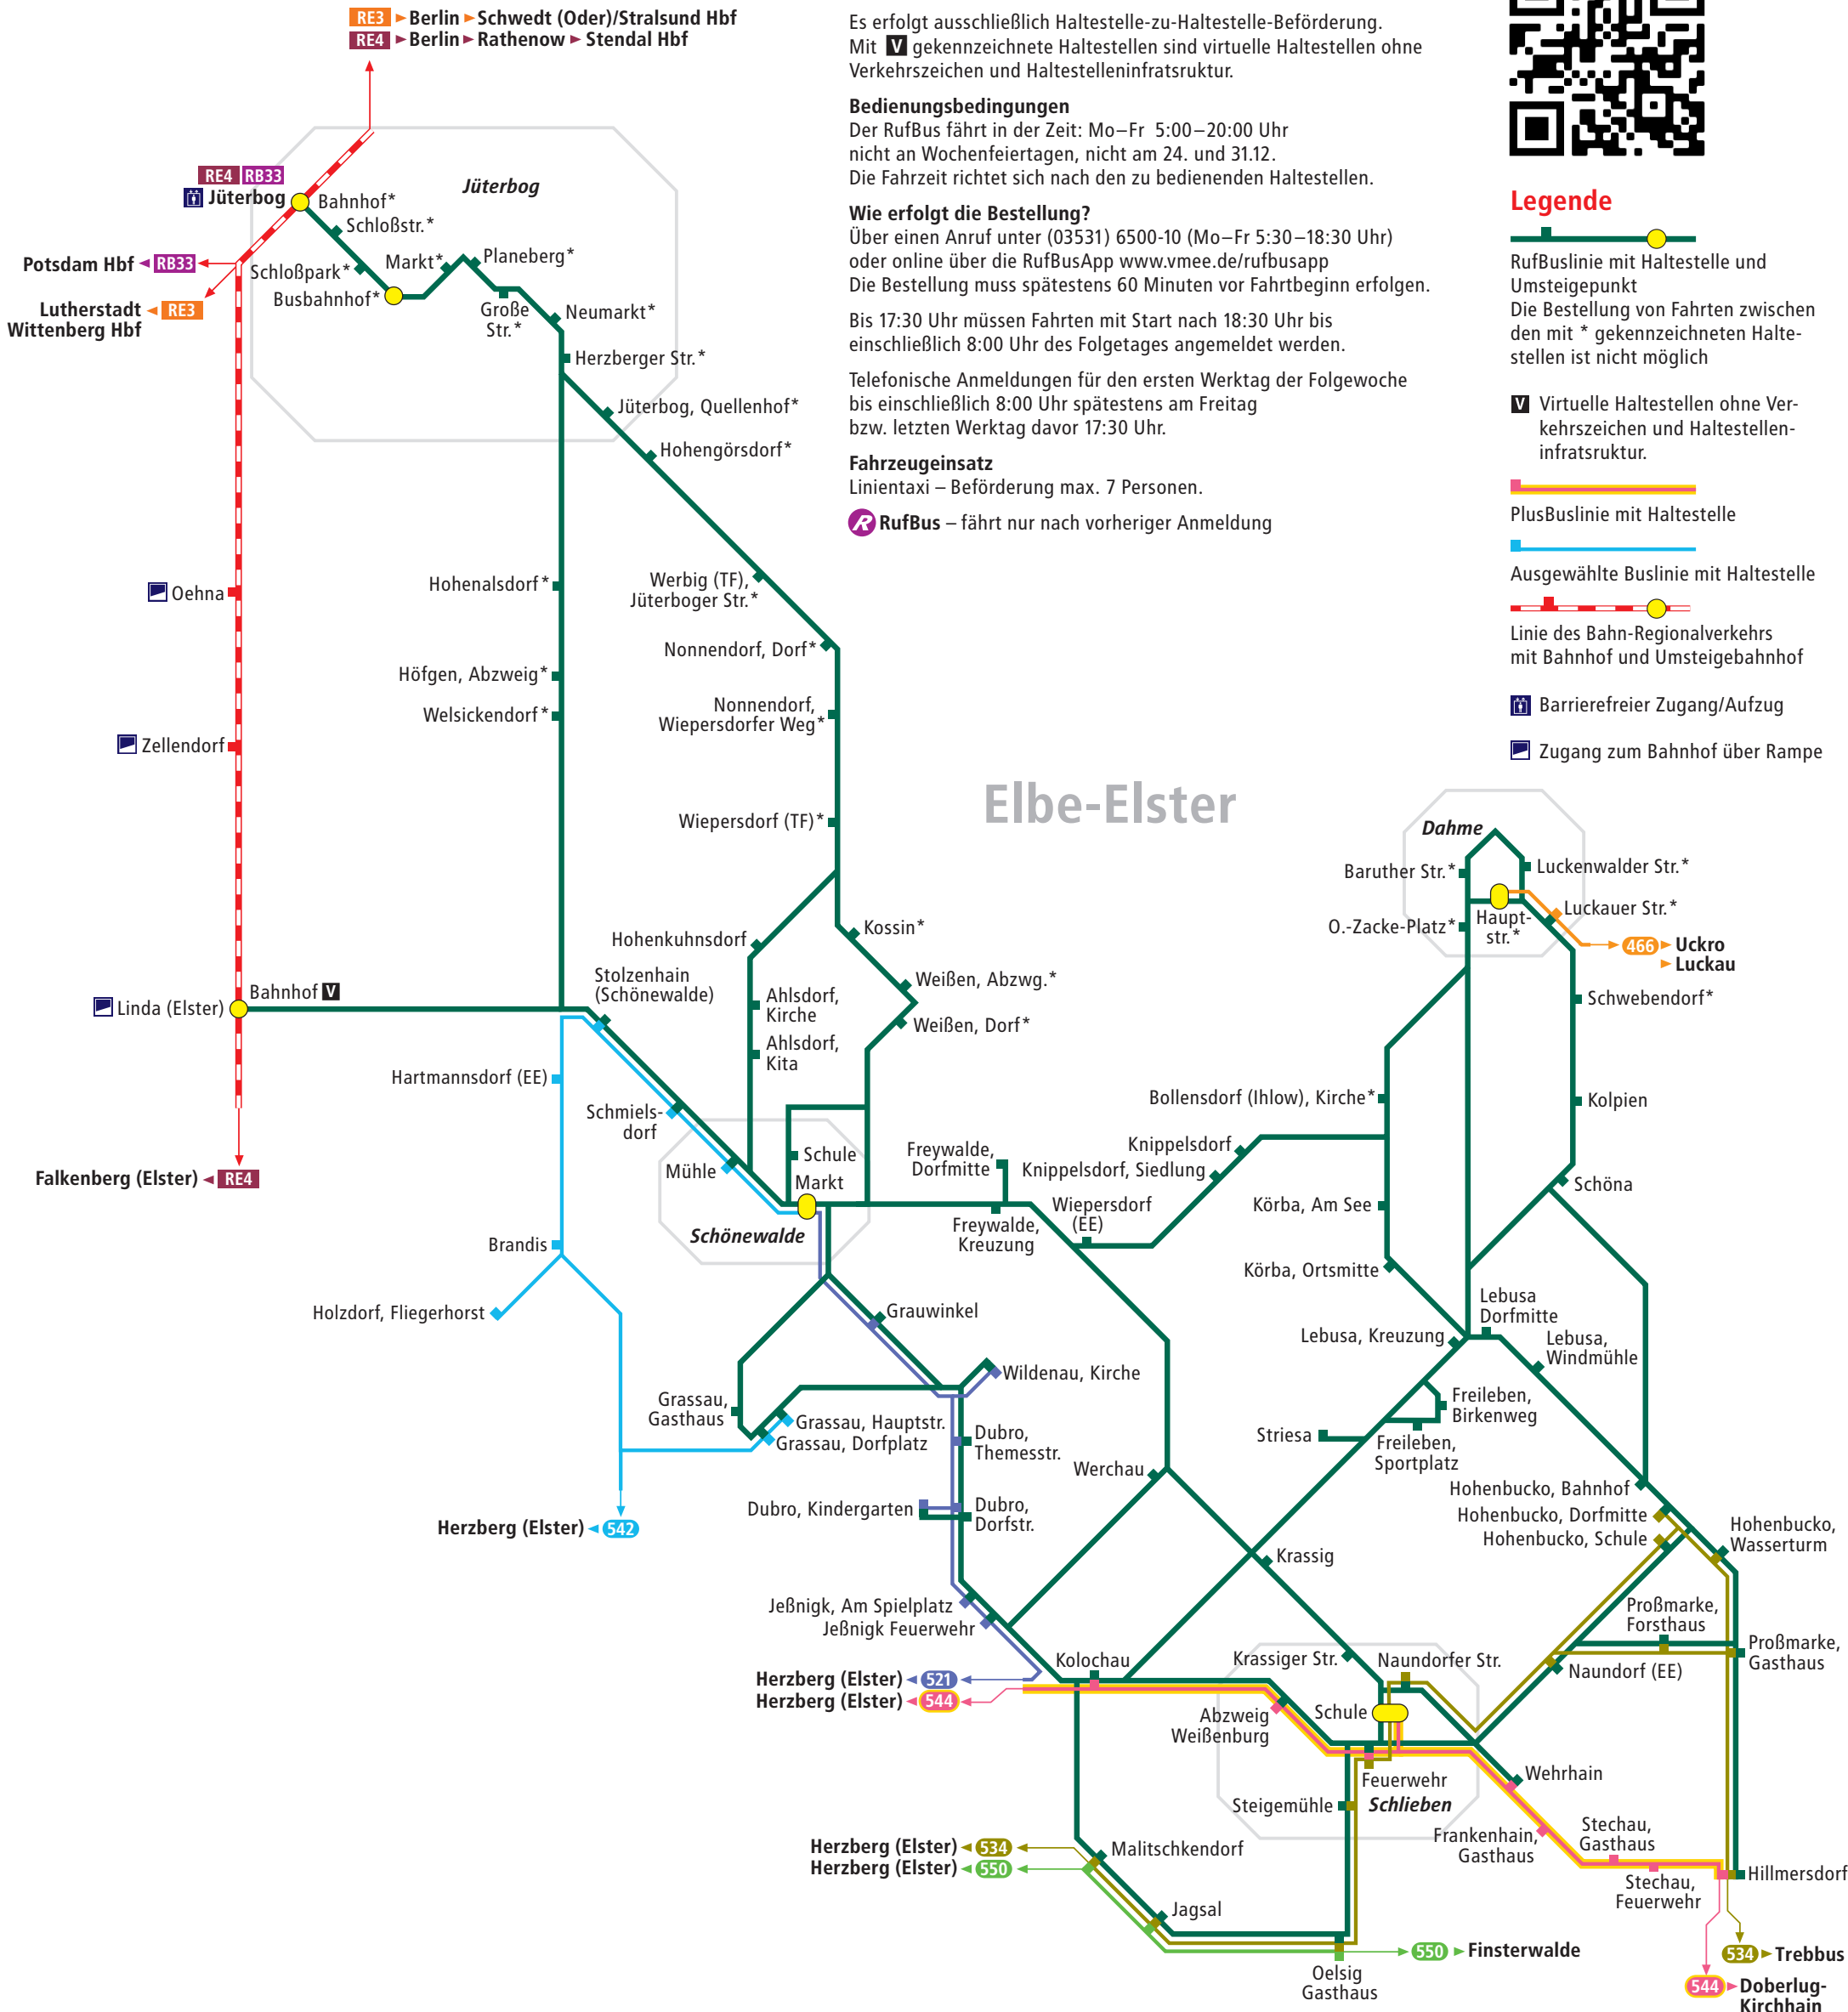 RE3 Berlin Schwedt (Oder)/Stralsund Hbf
RE4 Berlin Rathenow Stendal Hbf
Es erfolgt ausschließlich Haltestelle-zu-Haltestelle-Beförderung.
Mit V gekennzeichnete Haltestellen sind virtuelle Haltestellen ohne
Verkehrszeichen und Haltestelleninfratsruktur.
Bedienungsbedingungen
Der RufBus fährt in der Zeit: Mo–Fr 5:00–20:00 Uhr
nicht an Wochenfeiertagen, nicht am 24. und 31.12.
Die Fahrzeit richtet sich nach den zu bedienenden Haltestellen.
Wie erfolgt die Bestellung?
Über einen Anruf unter (03531) 6500-10 (Mo–Fr 5:30–18:30 Uhr)
oder online über die RufBusApp www.vmee.de/rufbusapp
Die Bestellung muss spätestens 60 Minuten vor Fahrtbeginn erfolgen.
Bis 17:30 Uhr müssen Fahrten mit Start nach 18:30 Uhr bis
einschließlich 8:00 Uhr des Folgetages angemeldet werden.
Telefonische Anmeldungen für den ersten Werktag der Folgewoche
bis einschließlich 8:00 Uhr spätestens am Freitag
bzw. letzten Werktag davor 17:30 Uhr.
Fahrzeugeinsatz
Linientaxi – Beförderung max. 7 Personen.
R RufBus – fährt nur nach vorheriger Anmeldung
Legende
RufBuslinie mit Haltestelle und
Umsteigepunkt
Die Bestellung von Fahrten zwischen
den mit * gekennzeichneten Halte-
stellen ist nicht möglich
V Virtuelle Haltestellen ohne Ver-
kehrszeichen und Haltestellen-
infratsruktur.
PlusBuslinie mit Haltestelle
Ausgewählte Buslinie mit Haltestelle
Linie des Bahn-Regionalverkehrs
mit Bahnhof und Umsteigebahnhof
Barrierefreier Zugang/Aufzug
Zugang zum Bahnhof über Rampe
RE4 RB33
Jüterbog
Jüterbog
Bahnhof*
Schloßstr.*
Schloßpark*
Busbahnhof*
Markt*
Planeberg*
Große
Str.*
Neumarkt*
Herzberger Str.*
Potsdam Hbf RB33
Lutherstadt
Wittenberg Hbf
RE3
Jüterbog, Quellenhof*
Hohengörsdorf*
Oehna
Hohenalsdorf*
Werbig (TF),
Jüterboger Str.*
Nonnendorf, Dorf*
Höfgen, Abzweig*
Welsickendorf*
Nonnendorf,
Wiepersdorfer Weg*
Zellendorf
Wiepersdorf (TF)*
Elbe-Elster
Dahme
Baruther Str.*
Luckenwalder Str.*
O.-Zacke-Platz*
Haupt-
str.*
Luckauer Str.*
466 Uckro
Luckau
Schwebendorf*
Hohenkuhnsdorf
Kossin*
Stolzenhain
(Schönewalde)
Weißen, Abzwg.*
Weißen, Dorf*
Ahlsdorf,
Kirche
Ahlsdorf,
Kita
Linda (Elster)
Bahnhof V
Hartmannsdorf (EE)
Schmiels-
dorf
Mühle
Schule
Markt
Schönewalde
Freywalde,
Dorfmitte
Freywalde,
Kreuzung
Bollensdorf (Ihlow), Kirche*
Knippelsdorf
Knippelsdorf, Siedlung
Wiepersdorf
(EE)
Kolpien
Schöna
Körba, Am See
Körba, Ortsmitte
Falkenberg (Elster) RE4
Brandis
Holzdorf, Fliegerhorst
Grauwinkel
Lebusa
Dorfmitte
Lebusa, Kreuzung
Lebusa,
Windmühle
Wildenau, Kirche
Grassau,
Gasthaus
Grassau, Hauptstr.
Grassau, Dorfplatz
Dubro,
Themesstr.
Freileben,
Birkenweg
Striesa
Freileben,
Sportplatz
Werchau
Dubro, Kindergarten
Dubro,
Dorfstr.
Herzberg (Elster) 542
Hohenbucko, Bahnhof
Hohenbucko, Dorfmitte
Hohenbucko, Schule
Hohenbucko,
Wasserturm
Krassig
Jeßnigk, Am Spielplatz
Jeßnigk Feuerwehr
Proßmarke,
Forsthaus
Proßmarke,
Gasthaus
Kolochau
Krassiger Str.
Naundorfer Str.
Naundorf (EE)
Herzberg (Elster) 521
Herzberg (Elster) 544
Abzweig
Weißenburg
Schule
Feuerwehr
Schlieben
Wehrhain
Steigemühle
Frankenhain,
Gasthaus
Stechau,
Gasthaus
Stechau,
Feuerwehr
Hillmersdorf
Herzberg (Elster) 534
Herzberg (Elster) 550
Malitschkendorf
Jagsal
Oelsig
Gasthaus
550 Finsterwalde
534 Trebbus
544 Doberlug-
Kirchhain